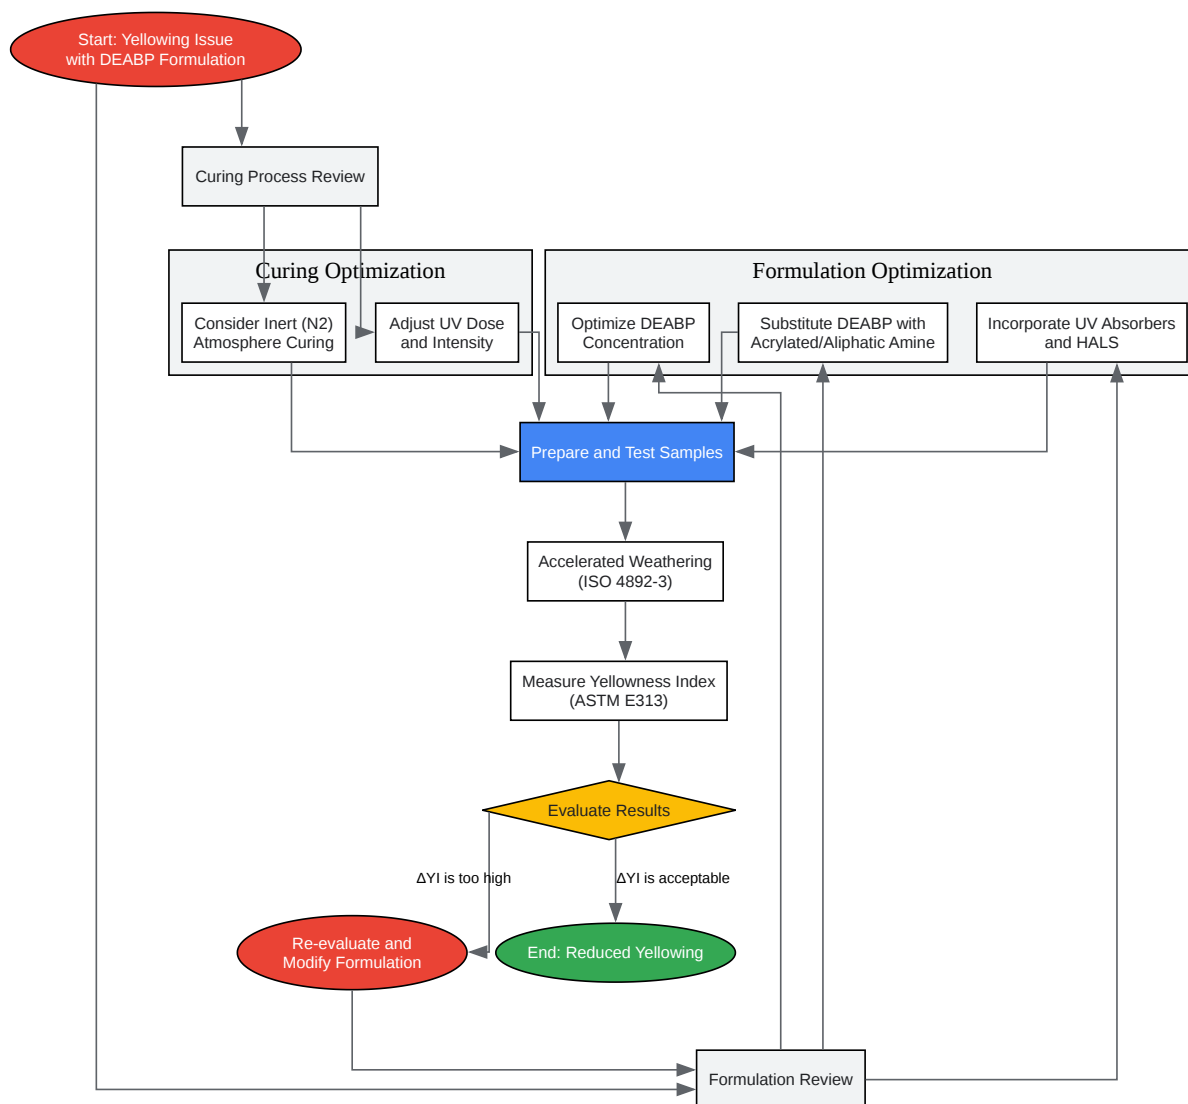 Start: Yellowing Issue
with DEABP Formulation
Curing Process Review
Curing Optimization
Formulation Optimization
Consider Inert (N2)
Atmosphere Curing
Adjust UV Dose
and Intensity
Optimize DEABP
Concentration
Substitute DEABP with
Acrylated/Aliphatic Amine
Incorporate UV Absorbers
and HALS
Prepare and Test Samples
Accelerated Weathering
(ISO 4892-3)
Measure Yellowness Index
(ASTM E313)
Evaluate Results
ΔYI is too high
ΔYI is acceptable
Re-evaluate and
Modify Formulation
End: Reduced Yellowing
Formulation Review